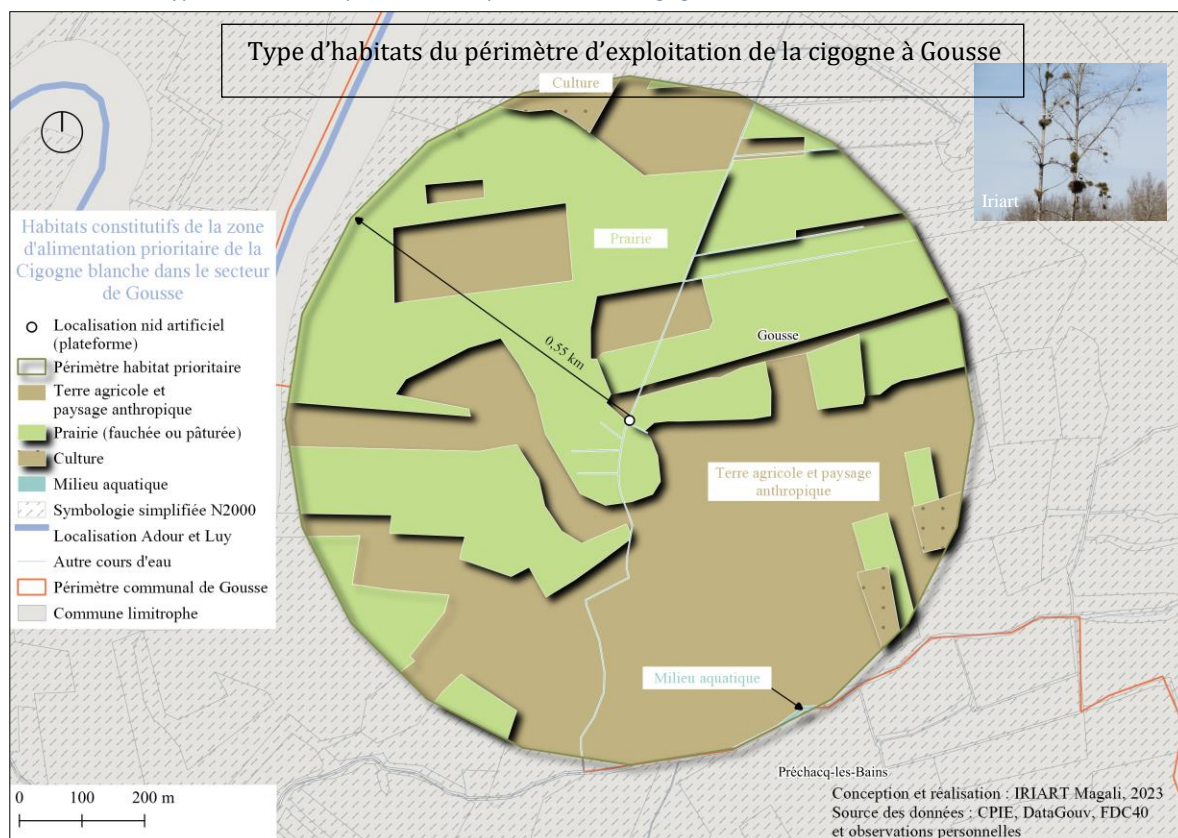 Type d'habitats du périmètre d'exploitation de la cigogne à Gousse
Culture
Iriart
Prairie
Habitats constitutifs de la zone
d'alimentation prioritaire de la
Cigogne blanche dans le secteur
de Gousse
Localisation nid artificiel
(plateforme)
Périmètre habitat prioritaire
Terre agricole et
paysage anthropique
Prairie (fauchée ou pâturée)
Culture
Milieu aquatique
Symbologie simplifiée N2000
Localisation Adour et Luy
Autre cours d'eau
Périmètre communal de Gousse
Commune limitrophe
0,55 km
Gousse
Terre agricole et paysage
anthropique
Milieu aquatique
Préchacq-les-Bains
0 100 200 m
Conception et réalisation : IRIART Magali, 2023
Source des données : CPIE, DataGouv, FDC40
et observations personnelles